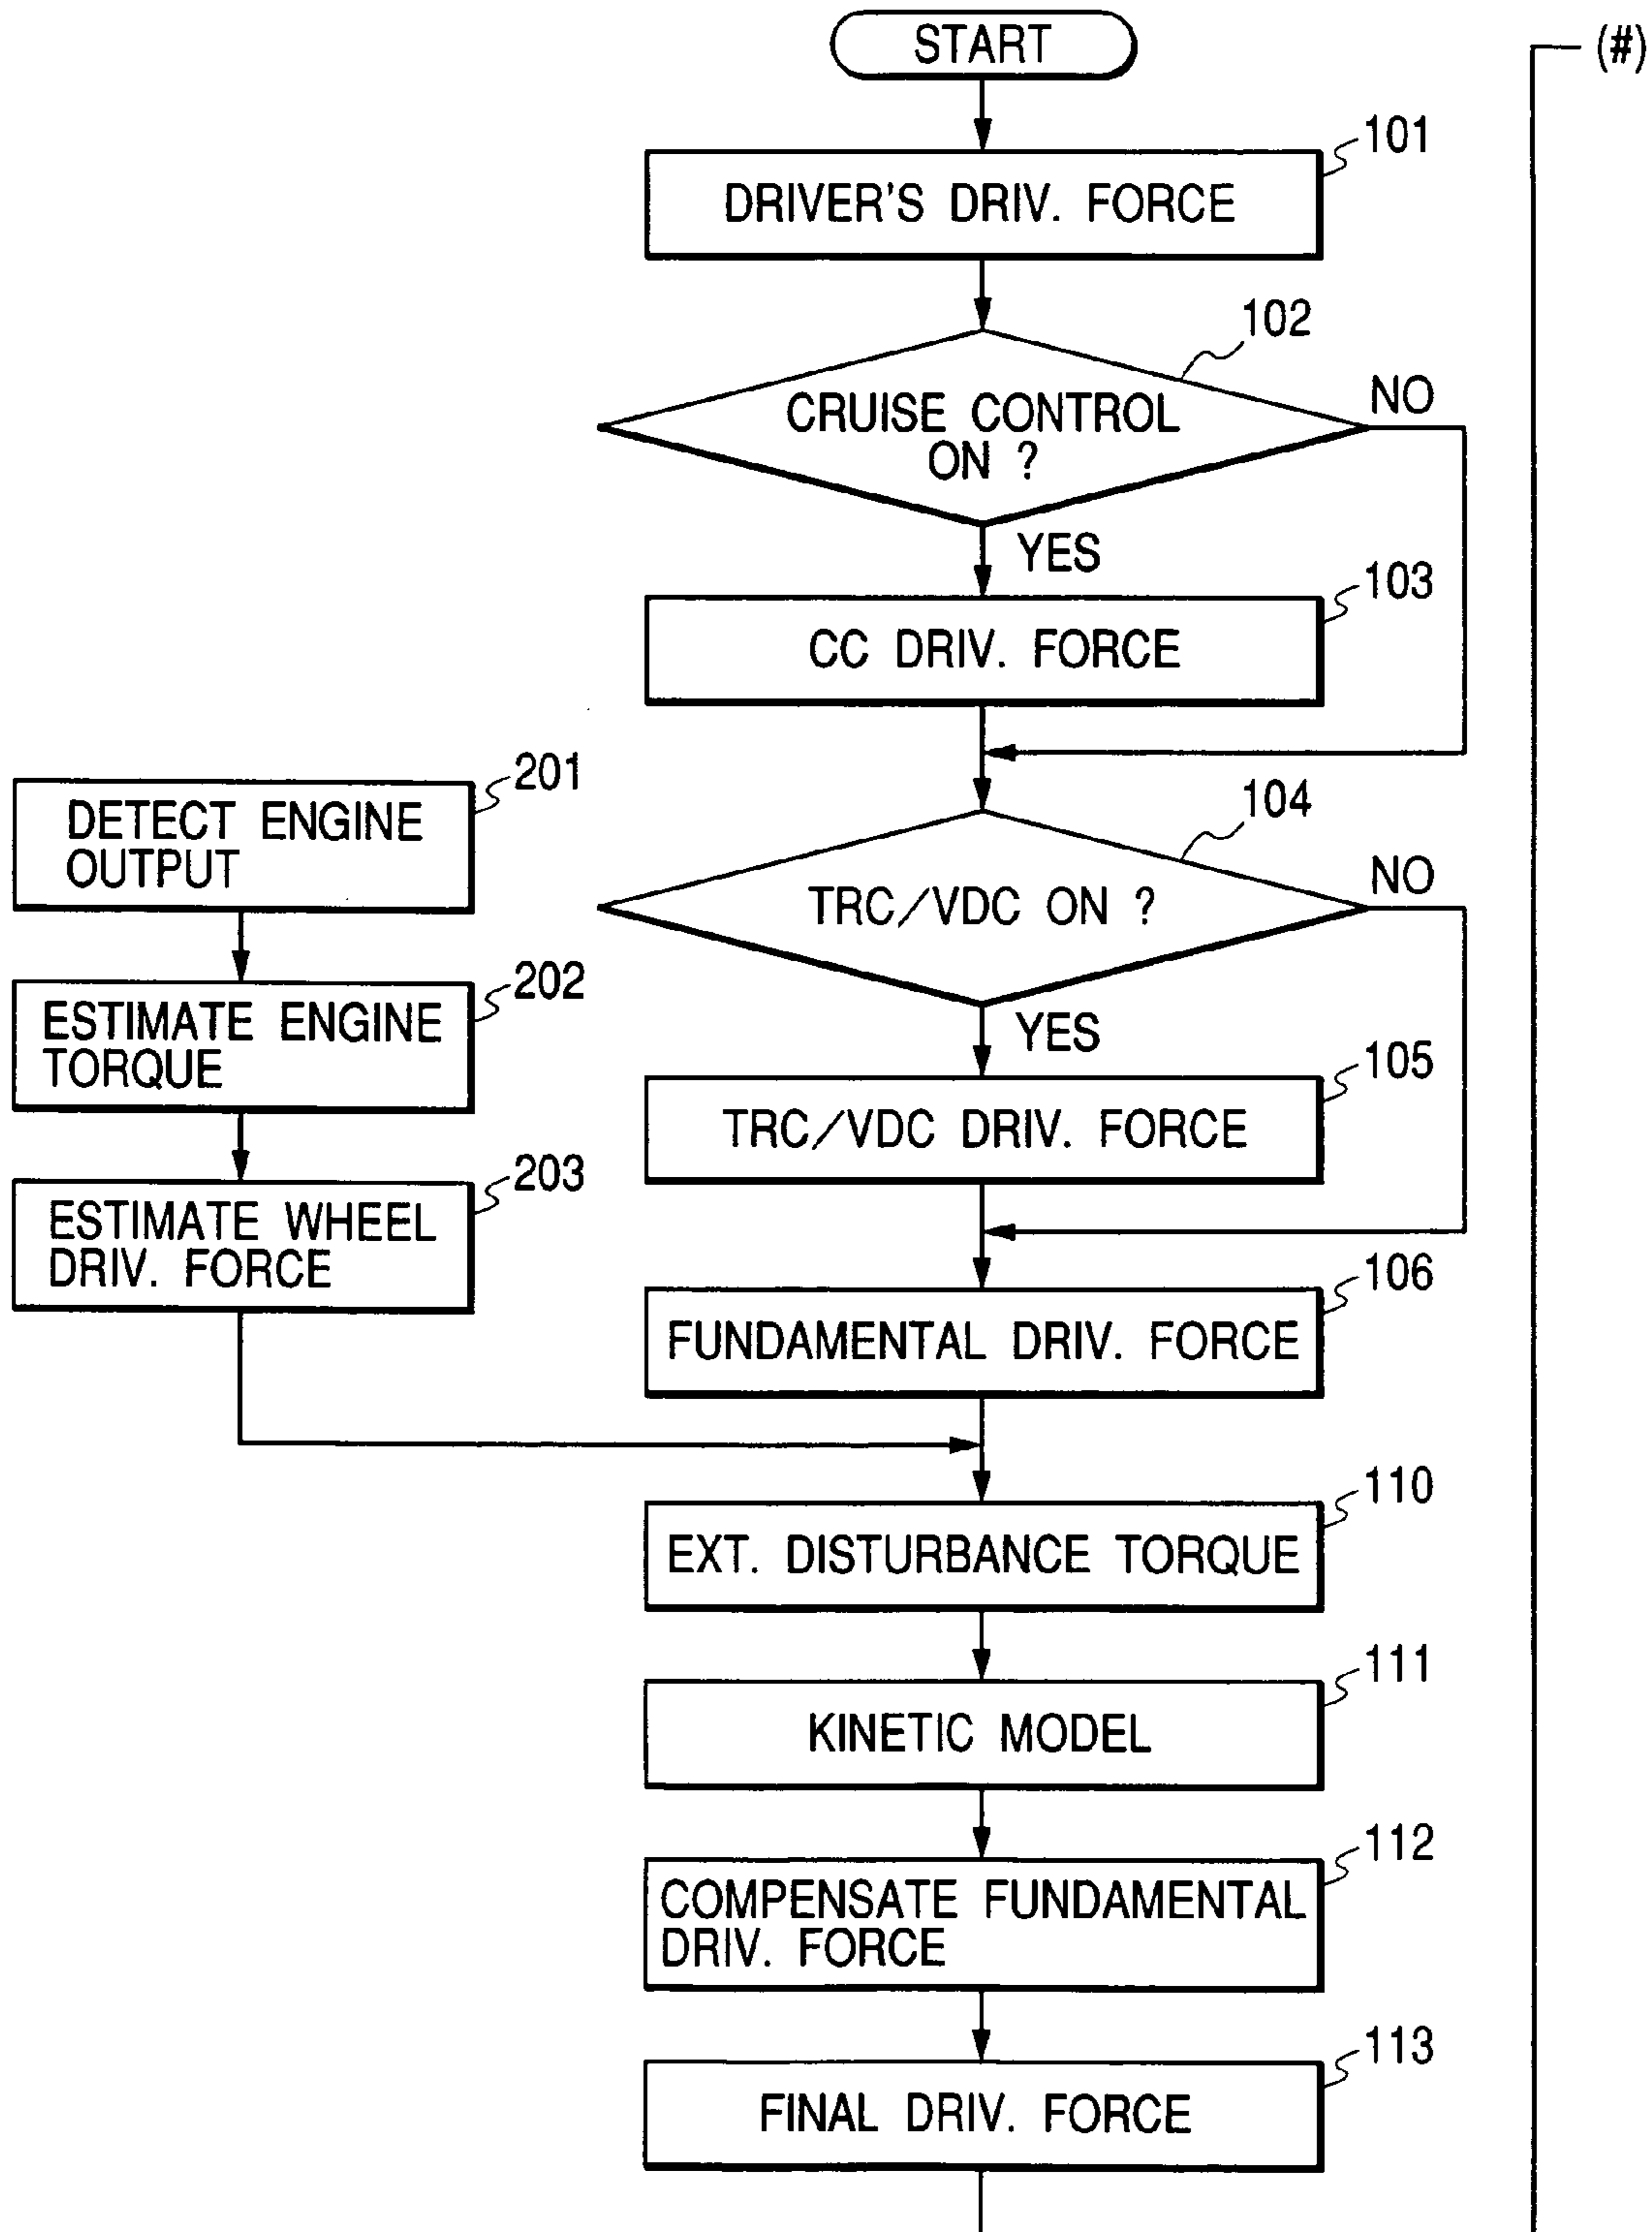 START
(#)
101
DRIVER'S DRIV. FORCE
102
CRUISE CONTROL
ON ?
NO
YES
103
CC DRIV. FORCE
104
TRC/VDC ON ?
NO
YES
105
TRC/VDC DRIV. FORCE
201
DETECT ENGINE
OUTPUT
202
ESTIMATE ENGINE
TORQUE
203
ESTIMATE WHEEL
DRIV. FORCE
106
FUNDAMENTAL DRIV. FORCE
110
EXT. DISTURBANCE TORQUE
111
KINETIC MODEL
112
COMPENSATE FUNDAMENTAL
DRIV. FORCE
113
FINAL DRIV. FORCE